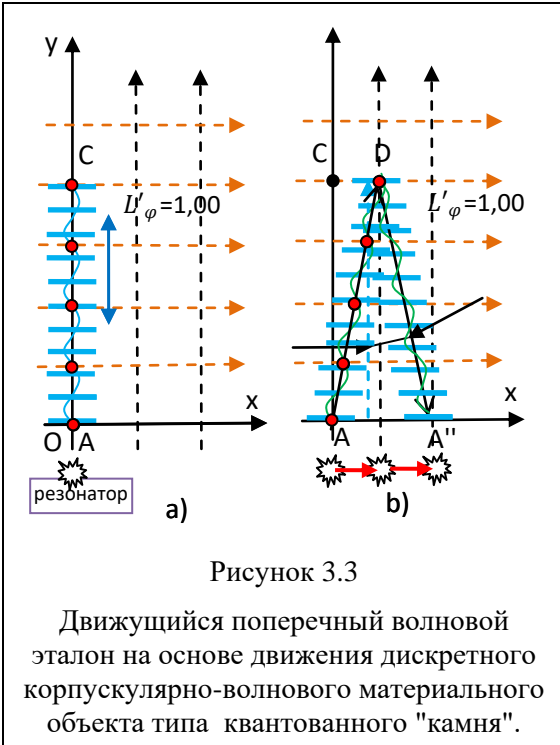 y
C
L'φ=1,00
x
O A
резонатор
a)
C D
L'φ=1,00
x
A A"
b)
Рисунок 3.3
Движущийся поперечный волновой
эталон на основе движения дискретного
корпускулярно-волнового материального
объекта типа квантованного "камня".